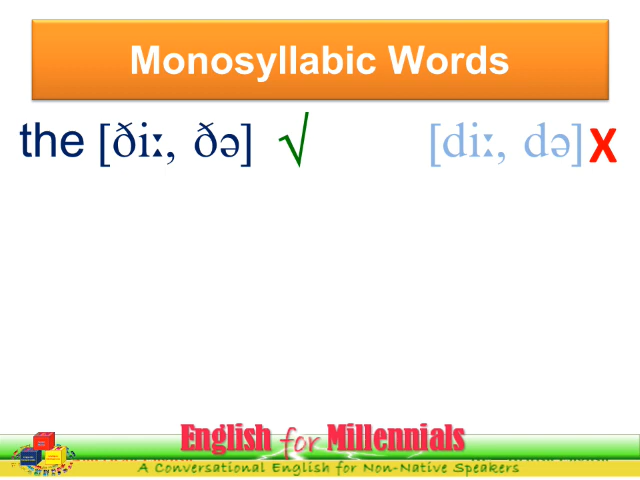 Monosyllabic Words
the [ðiː, ðə] √ [diː, də] X
English for Millennials
A Conversational English for Non-Native Speakers